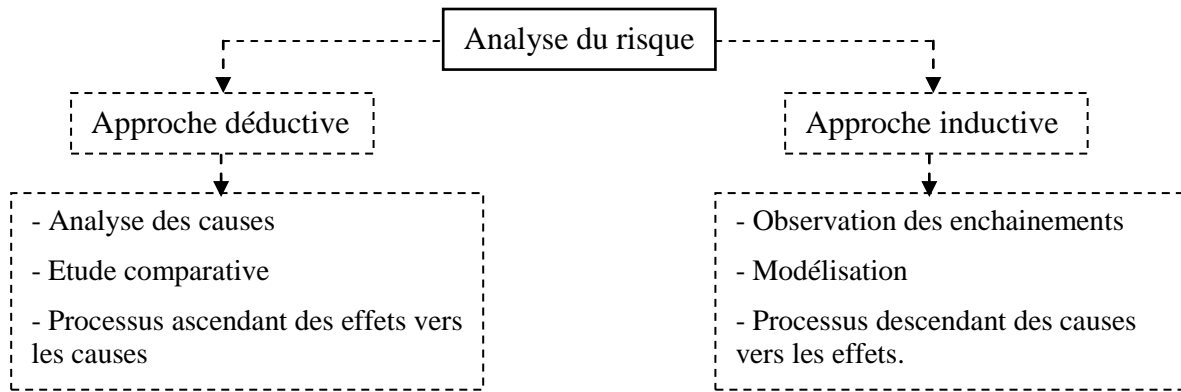 Analyse du risque
Approche déductive
Approche inductive
- Analyse des causes
- Etude comparative
- Processus ascendant des effets vers
les causes
- Observation des enchainements
- Modélisation
- Processus descendant des causes
vers les effets.